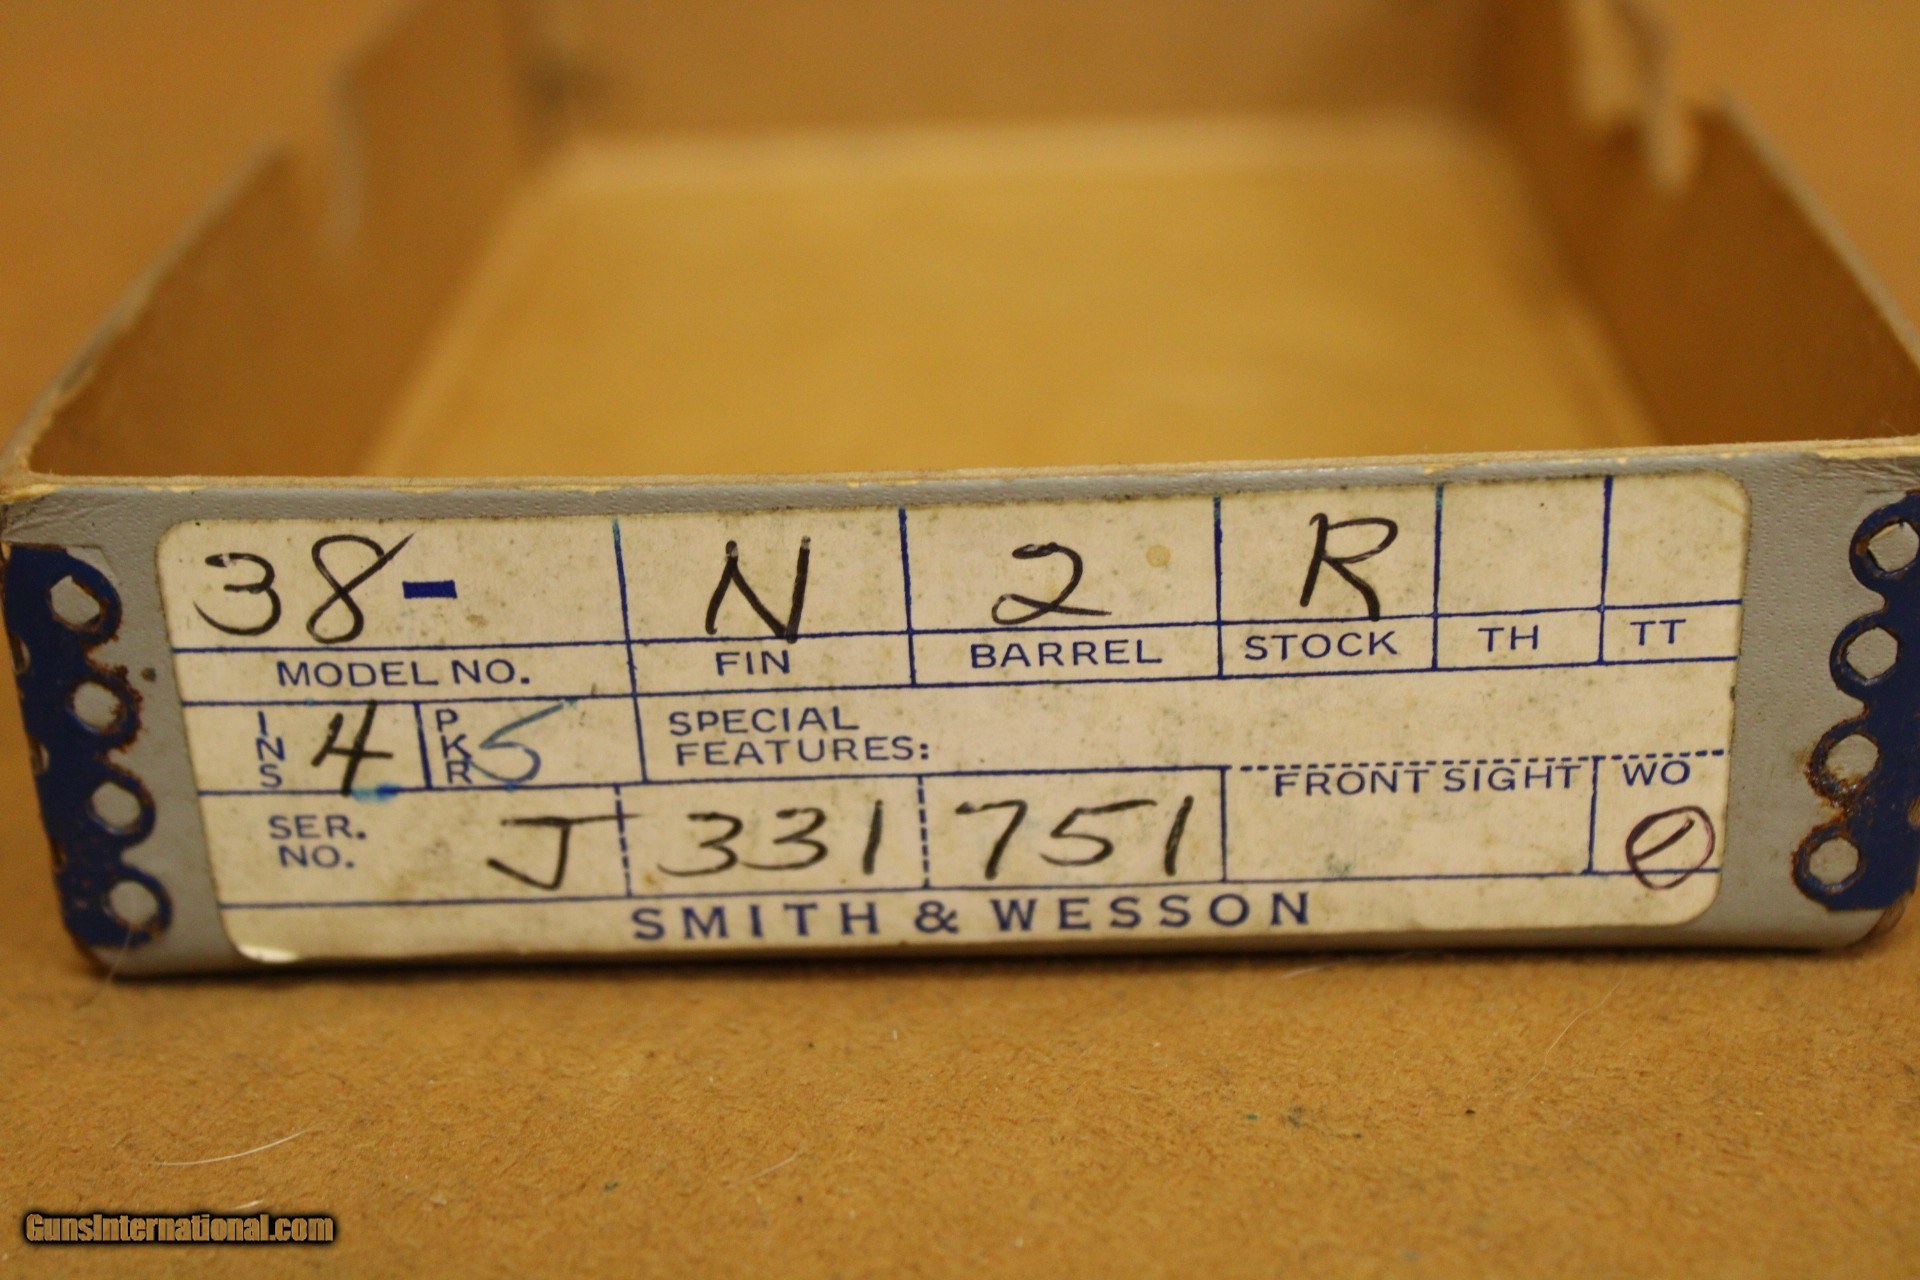 38- N 2 R
MODEL NO. FIN BARREL STOCK TH TT
INS 4 PKR 5 SPECIAL
FEATURES:
FRONT SIGHT WO
SER. NO. J 331 751
SMITH & WESSON
GunsInternational.com